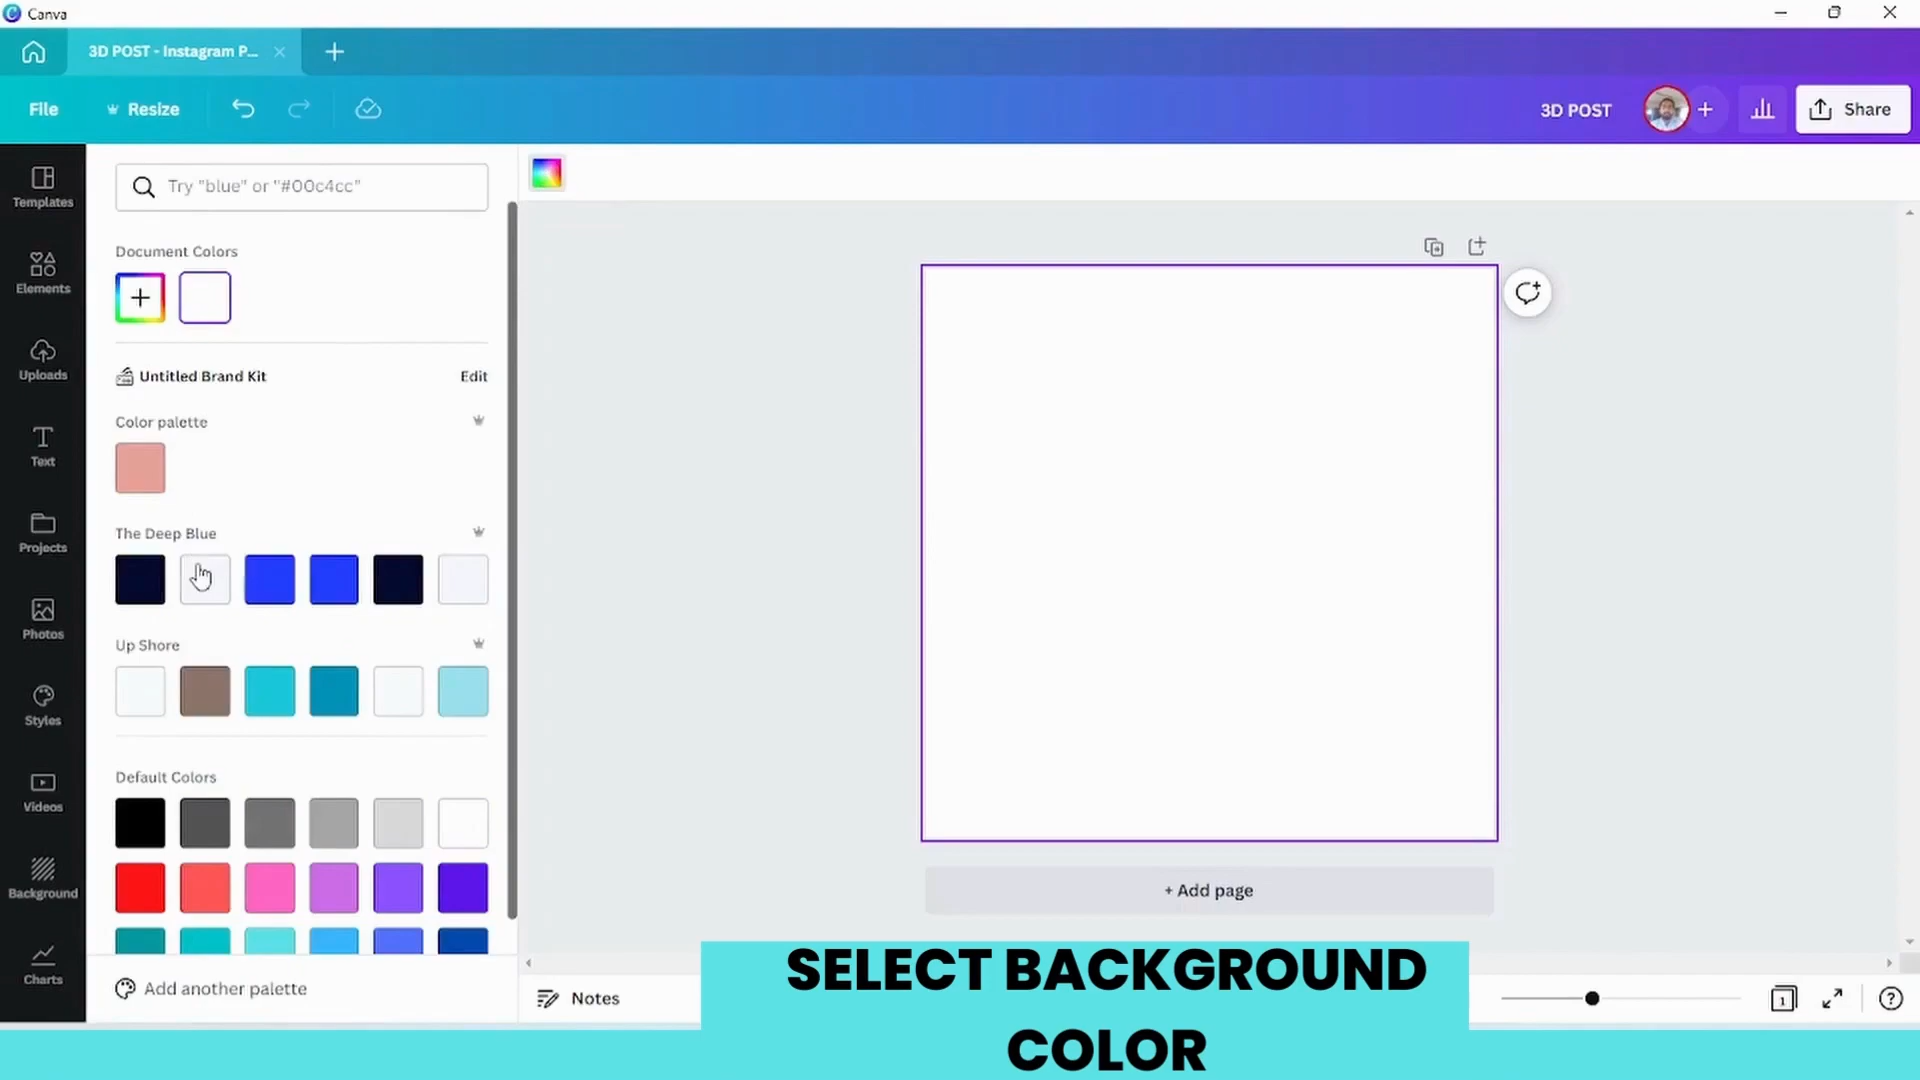 Canva
3D POST - Instagram P...
File
Resize
3D POST
Share
Templates
Elements
Uploads
Text
Projects
Photos
Styles
Videos
Background
Charts
Try "blue" or "#00c4cc"
Document Colors
Untitled Brand Kit
Edit
Color palette
The Deep Blue
Up Shore
Default Colors
Add another palette
+ Add page
Notes
1
?
SELECT BACKGROUND
COLOR